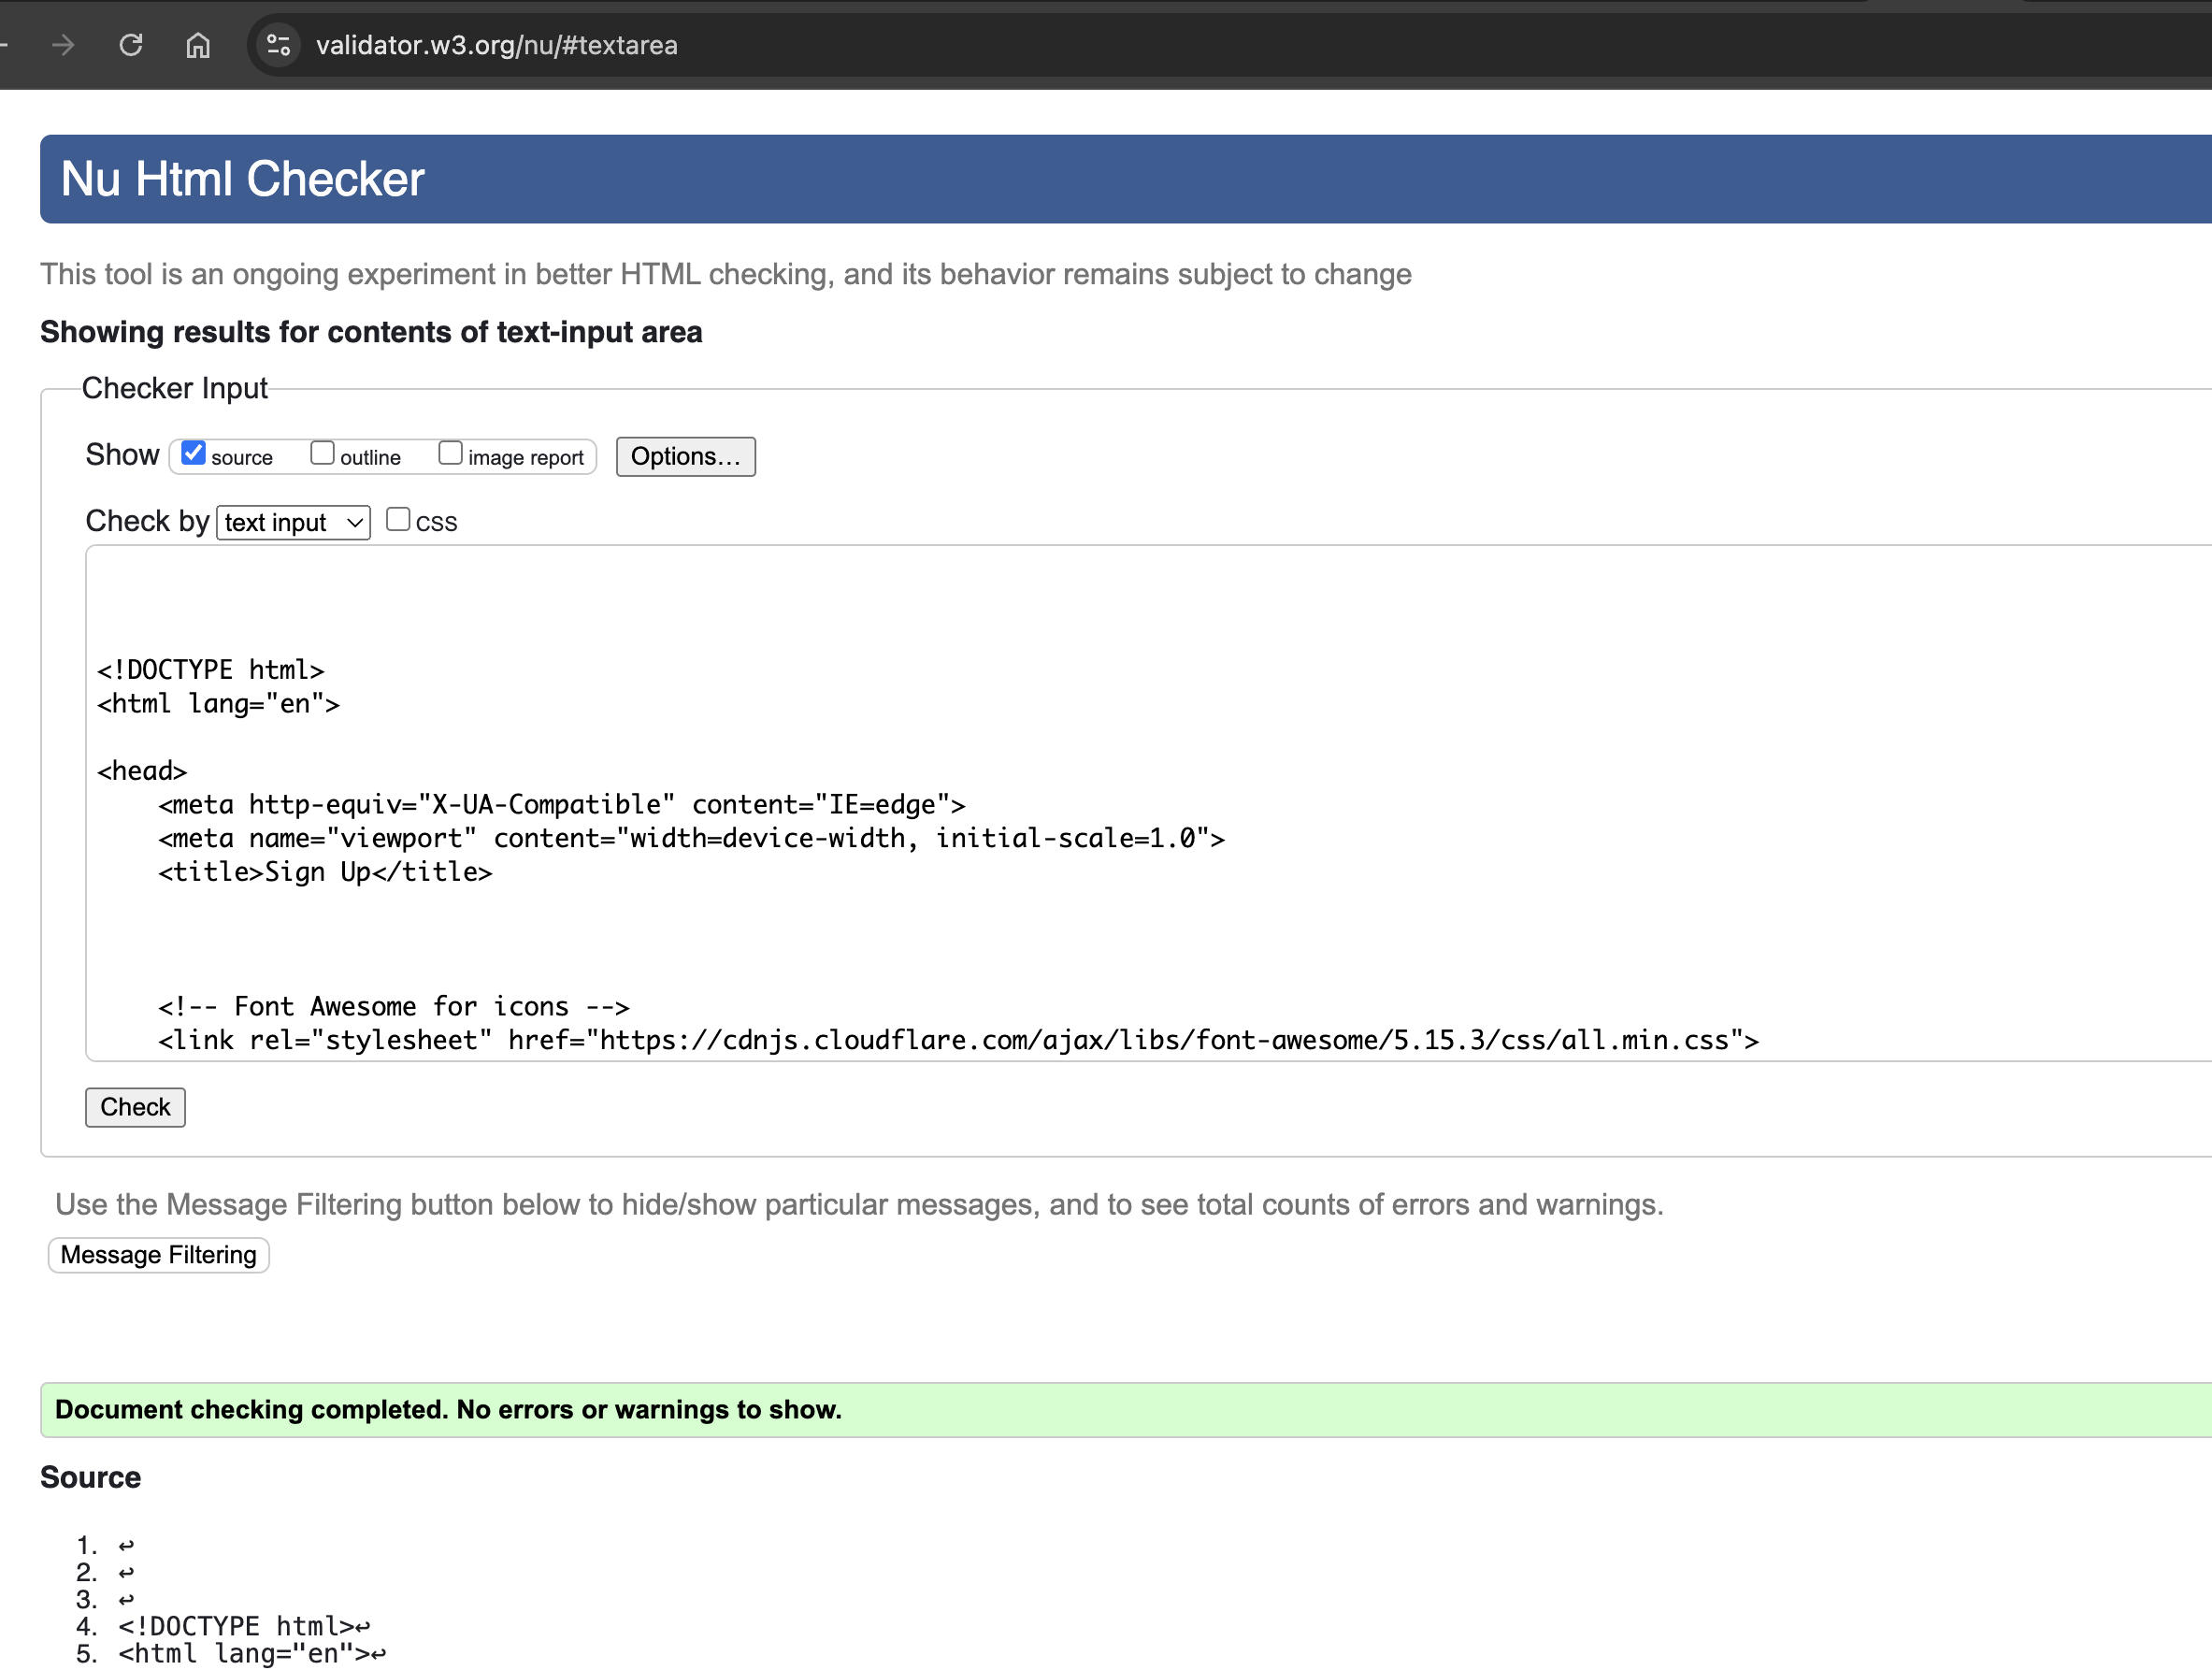 validator.w3.org/nu/#textarea
Nu Html Checker
This tool is an ongoing experiment in better HTML checking, and its behavior remains subject to change
Showing results for contents of text-input area
Checker Input
Show source outline image report Options...
Check by text input CSS
<!DOCTYPE html>
<html lang="en">
<head>
<meta http-equiv="X-UA-Compatible" content="IE=edge">
<meta name="viewport" content="width=device-width, initial-scale=1.0">
<title>Sign Up</title>
<!-- Font Awesome for icons -->
<link rel="stylesheet" href="https://cdnjs.cloudflare.com/ajax/libs/font-awesome/5.15.3/css/all.min.css">
Check
Use the Message Filtering button below to hide/show particular messages, and to see total counts of errors and warnings.
Message Filtering
Document checking completed. No errors or warnings to show.
Source
1. ↩
2. ↩
3. ↩
4. <!DOCTYPE html>↩
5. <html lang="en">↩